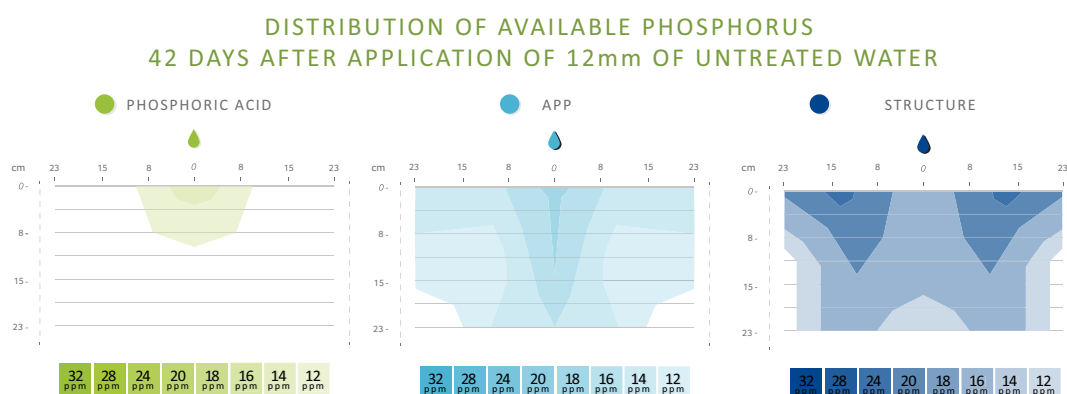 DISTRIBUTION OF AVAILABLE PHOSPHORUS
42 DAYS AFTER APPLICATION OF 12mm OF UNTREATED WATER
PHOSPHORIC ACID
cm 23 15 8 0 8 15 23
0
8
15
23
32 ppm 28 ppm 24 ppm 20 ppm 18 ppm 16 ppm 14 ppm 12 ppm
APP
cm 23 15 8 0 8 15 23
0
8
15
23
32 ppm 28 ppm 24 ppm 20 ppm 18 ppm 16 ppm 14 ppm 12 ppm
STRUCTURE
cm 23 15 8 0 8 15 23
0
8
15
23
32 ppm 28 ppm 24 ppm 20 ppm 18 ppm 16 ppm 14 ppm 12 ppm